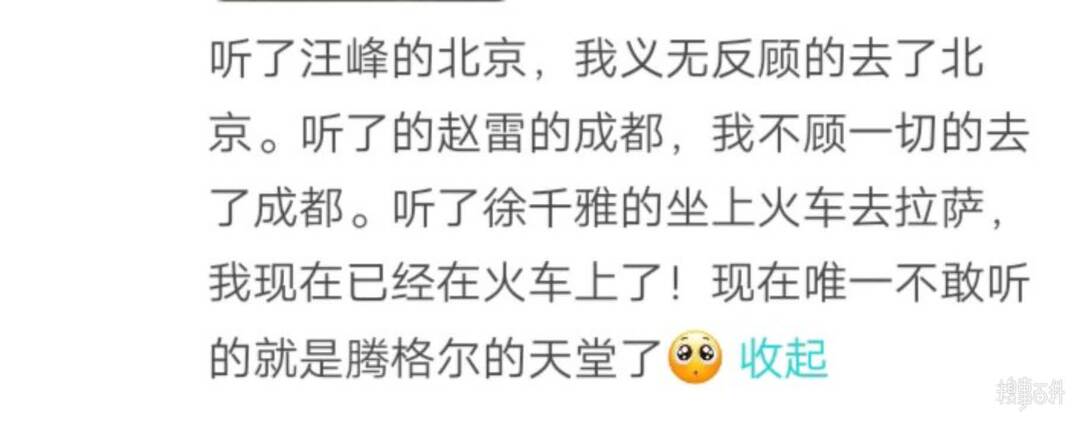 听了汪峰的北京，我义无反顾的去了北
京。听了的赵雷的成都，我不顾一切的去
了成都。听了徐千雅的坐上火车去拉萨，
我现在已经在火车上了！现在唯一不敢听
的就是腾格尔的天堂了🥺 收起